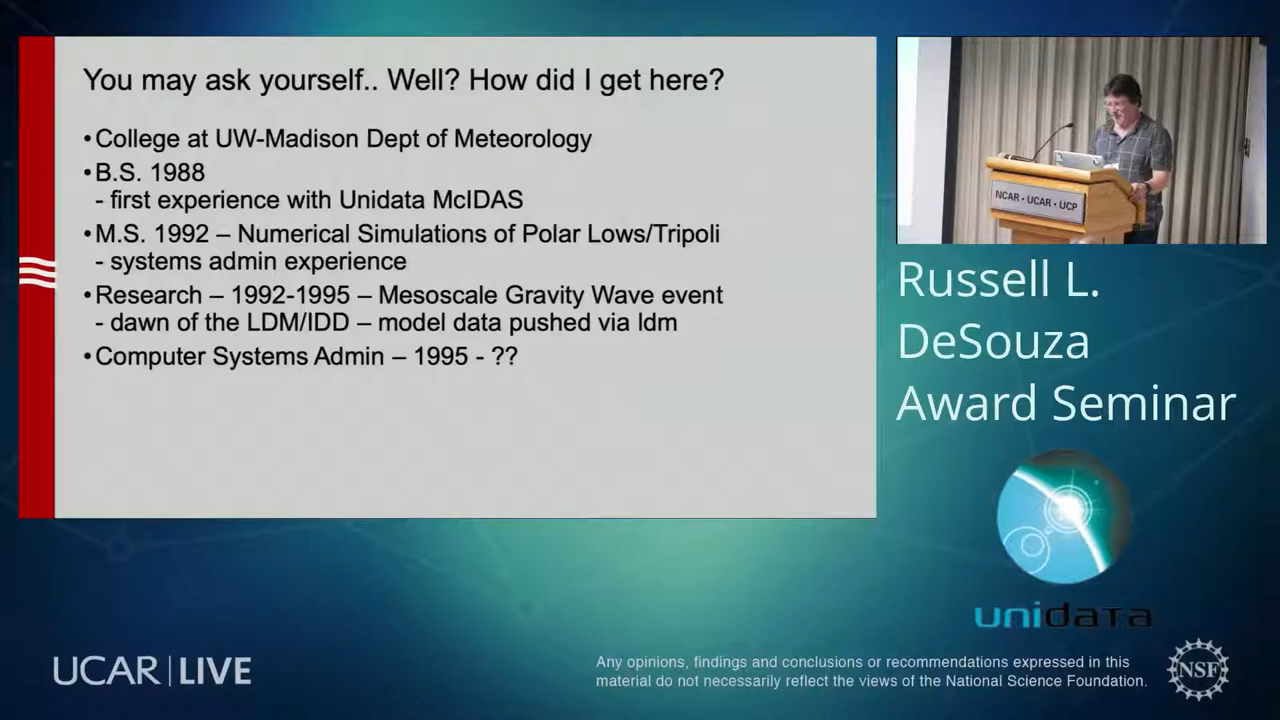 You may ask yourself.. Well? How did I get here?
•College at UW-Madison Dept of Meteorology
•B.S. 1988
- first experience with Unidata McIDAS
•M.S. 1992 – Numerical Simulations of Polar Lows/Tripoli
- systems admin experience
•Research – 1992-1995 – Mesoscale Gravity Wave event
- dawn of the LDM/IDD – model data pushed via ldm
•Computer Systems Admin – 1995 - ??
NCAR • UCAR • UCP
Russell L.
DeSouza
Award Seminar
unidata
UCAR | LIVE
Any opinions, findings and conclusions or recommendations expressed in this
material do not necessarily reflect the views of the National Science Foundation.
NSF